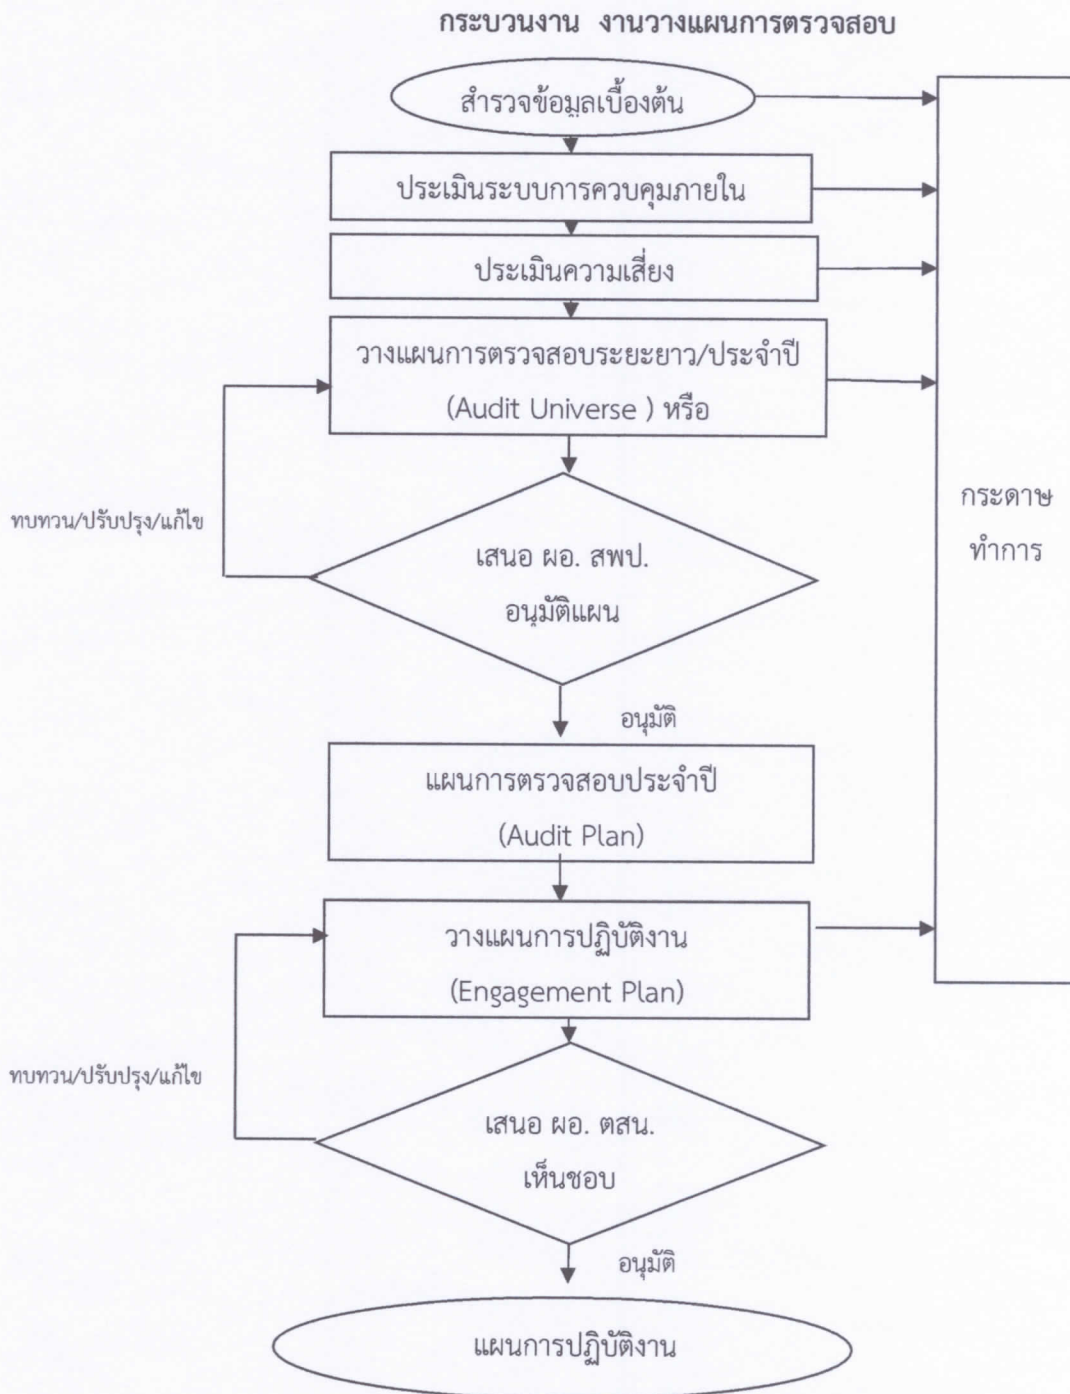 กระบวนงาน งานวางแผนการตรวจสอบ
สำรวจข้อมูลเบื้องต้น
ประเมินระบบการควบคุมภายใน
ประเมินความเสี่ยง
วางแผนการตรวจสอบระยะยาว/ประจำปี
(Audit Universe ) หรือ
ทบทวน/ปรับปรุง/แก้ไข
เสนอ ผอ. สพป.
อนุมัติแผน
กระดาษ
ทำการ
อนุมัติ
แผนการตรวจสอบประจำปี
(Audit Plan)
วางแผนการปฏิบัติงาน
(Engagement Plan)
ทบทวน/ปรับปรุง/แก้ไข
เสนอ ผอ. ตสน.
เห็นชอบ
อนุมัติ
แผนการปฏิบัติงาน